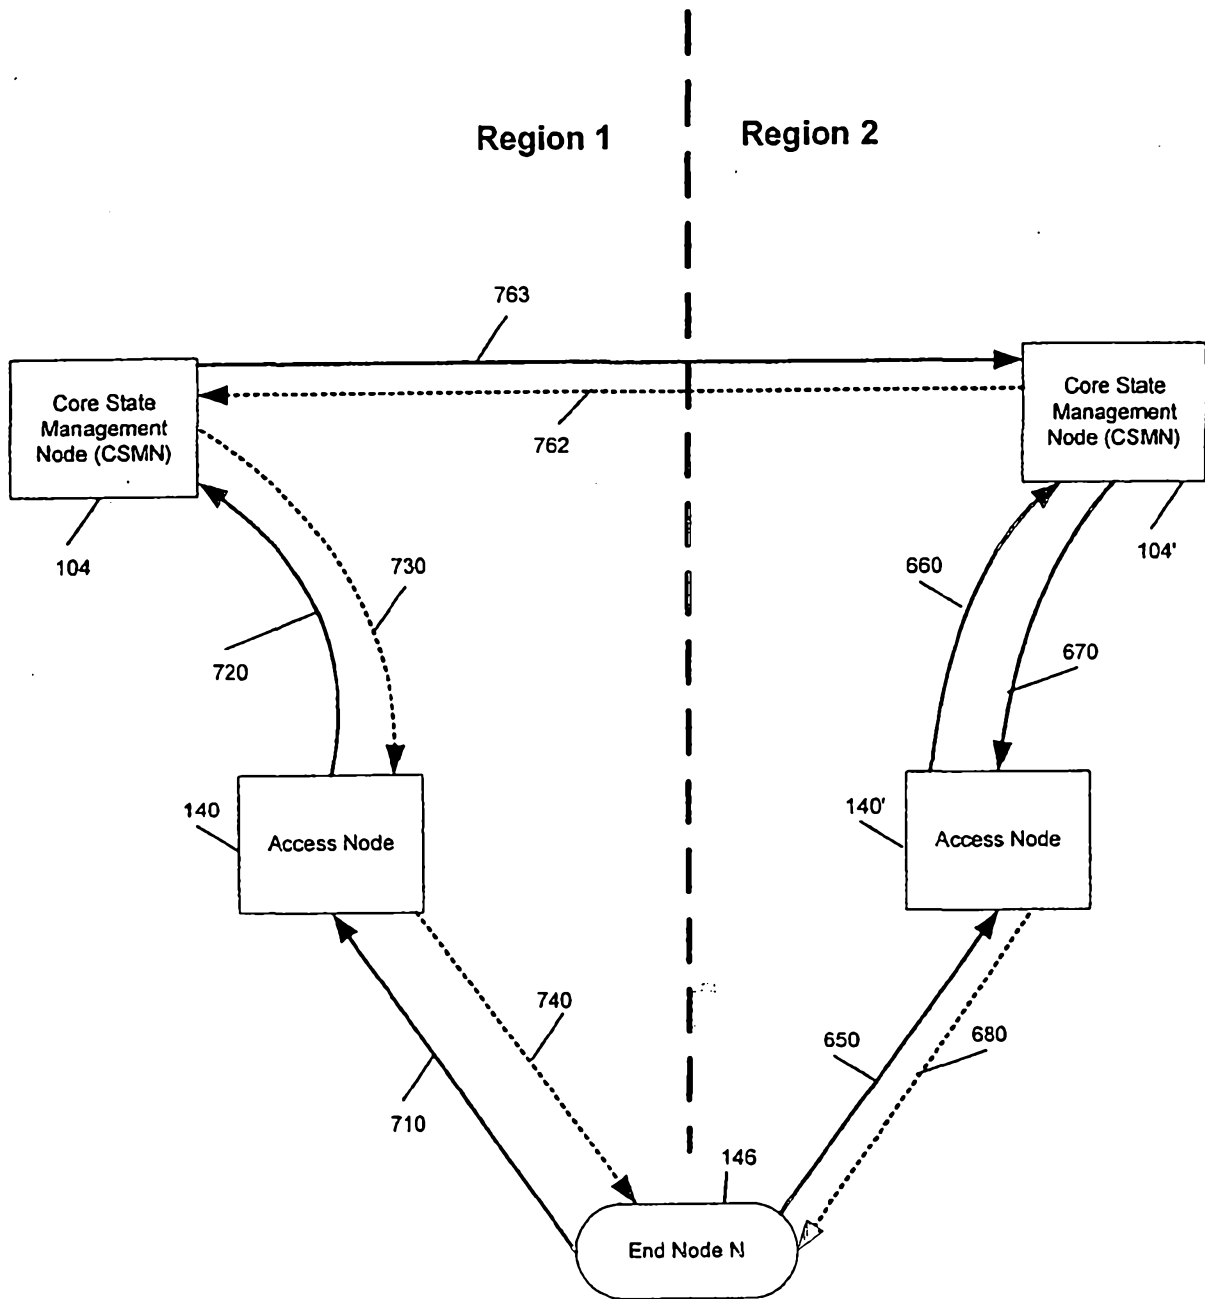 Region 1
Region 2
763
Core State
Management
Node (CSMN)
Core State
Management
Node (CSMN)
762
104
730
660
104'
720
670
140
Access Node
140'
Access Node
740
650
680
710
146
End Node N